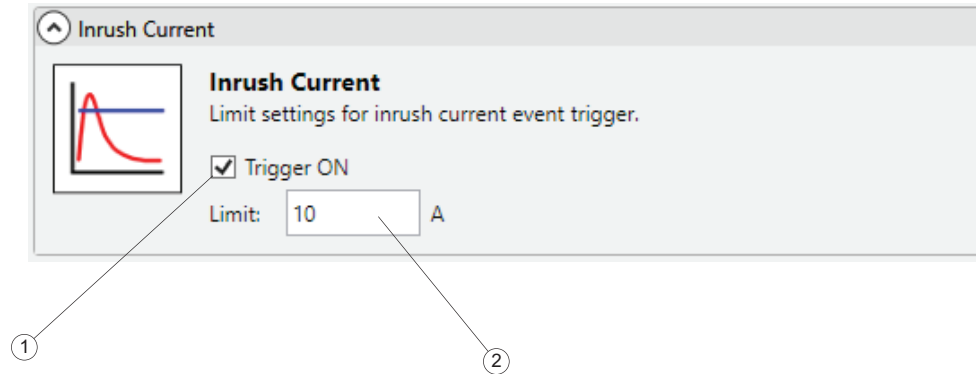 Inrush Current
Inrush Current
Limit settings for inrush current event trigger.
Trigger ON
Limit: 10 A
1
2